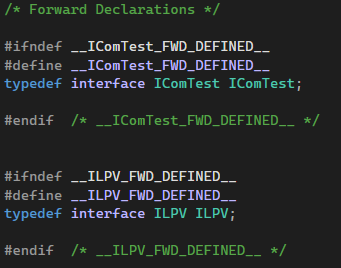 /* Forward Declarations */
#ifndef __IComTest_FWD_DEFINED__
#define __IComTest_FWD_DEFINED__
typedef interface IComTest IComTest;
#endif  /* __IComTest_FWD_DEFINED__ */
#ifndef __ILPV_FWD_DEFINED__
#define __ILPV_FWD_DEFINED__
typedef interface ILPV ILPV;
#endif  /* __ILPV_FWD_DEFINED__ */